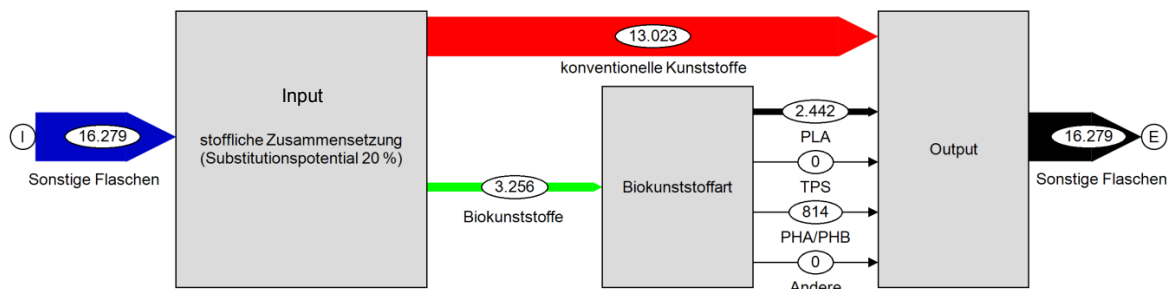 I
16.279
Sonstige Flaschen
Input
stoffliche Zusammensetzung
(Substitutionspotential 20 %)
13.023
konventionelle Kunststoffe
3.256
Biokunststoffe
Biokunststoffart
2.442
PLA
0
TPS
814
PHA/PHB
0
Andere
Output
16.279
E
Sonstige Flaschen